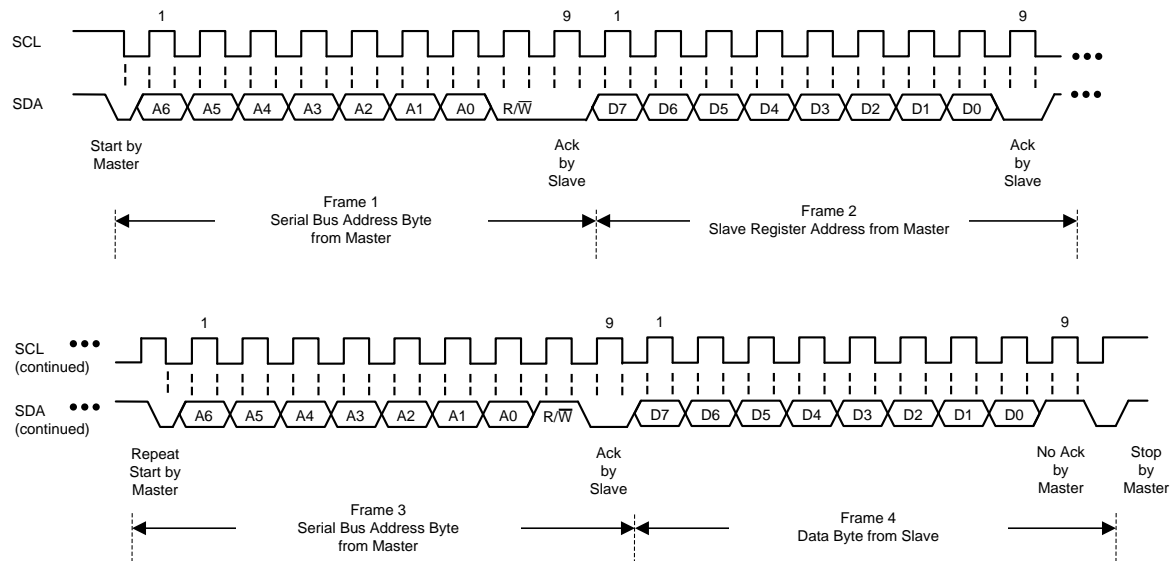 1 9 1 9
SCL
SDA
A6 A5 A4 A3 A2 A1 A0 R/W̅ D7 D6 D5 D4 D3 D2 D1 D0
Start by
Master
Ack
by
Slave
Ack
by
Slave
Frame 1
Serial Bus Address Byte
from Master
Frame 2
Slave Register Address from Master
1 9 1 9
SCL
(continued)
SDA
(continued)
A6 A5 A4 A3 A2 A1 A0 R/W̅ D7 D6 D5 D4 D3 D2 D1 D0
Repeat
Start by
Master
Ack
by
Slave
No Ack
by
Master
Stop
by
Master
Frame 3
Serial Bus Address Byte
from Master
Frame 4
Data Byte from Slave